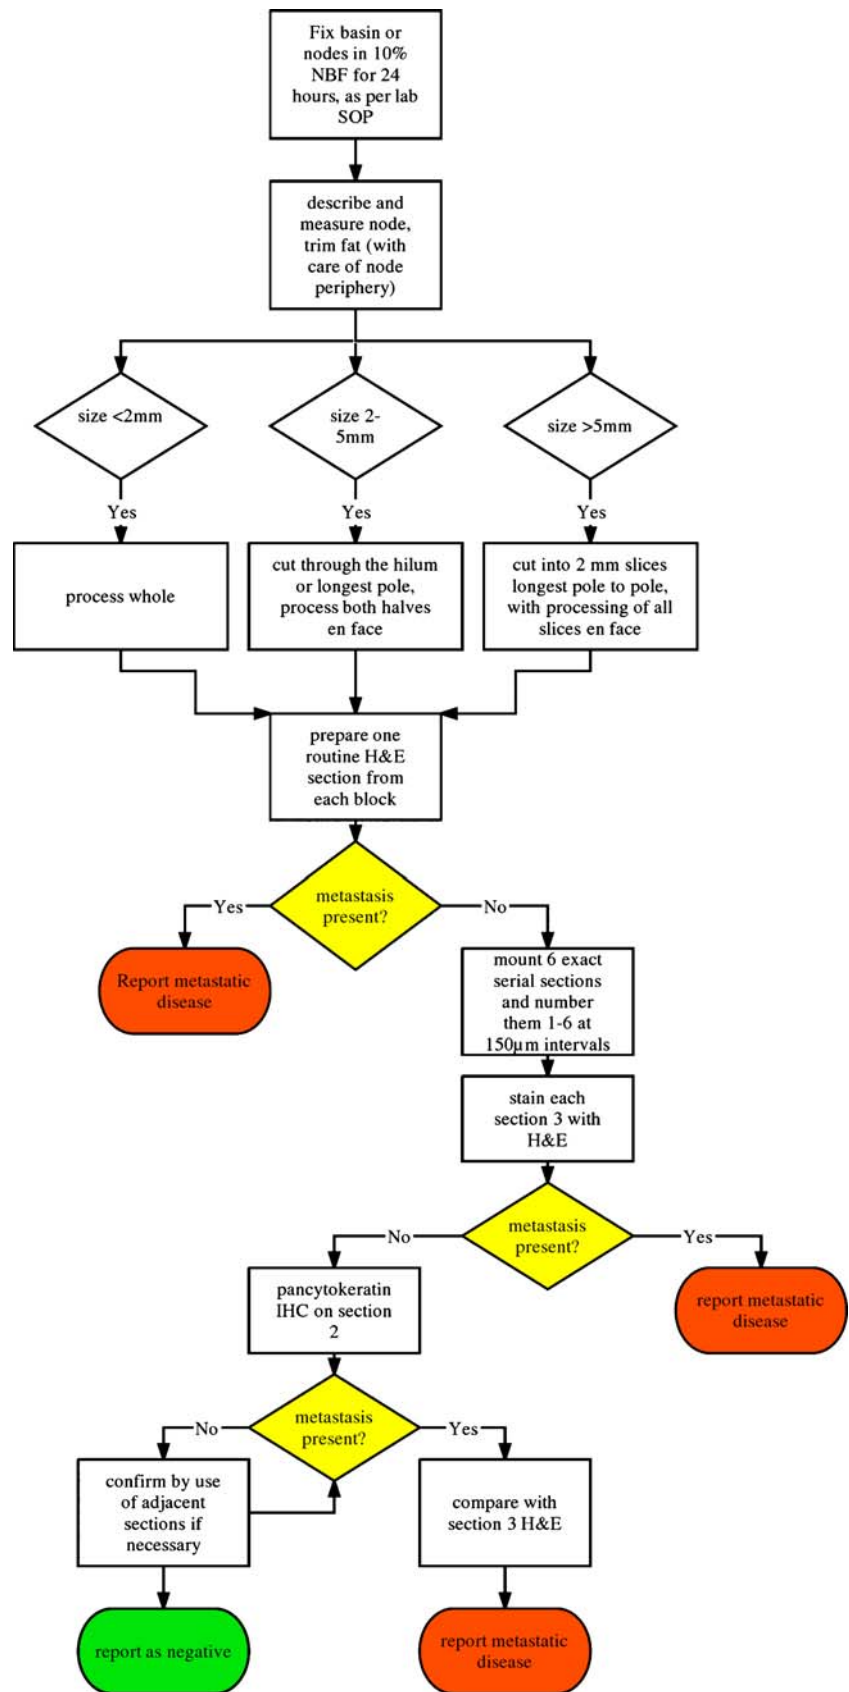 Fix basin or
nodes in 10%
NBF for 24
hours, as per lab
SOP
describe and
measure node,
trim fat (with
care of node
periphery)
size <2mm
size 2-
5mm
size >5mm
Yes
Yes
Yes
process whole
cut through the hilum
or longest pole,
process both halves
en face
cut into 2 mm slices
longest pole to pole,
with processing of all
slices en face
prepare one
routine H&E
section from
each block
metastasis
present?
Yes
No
Report metastatic
disease
mount 6 exact
serial sections
and number
them 1-6 at
150µm intervals
stain each
section 3 with
H&E
metastasis
present?
No
Yes
pancytokeratin
IHC on section
2
report metastatic
disease
metastasis
present?
No
Yes
confirm by use
of adjacent
sections if
necessary
compare with
section 3 H&E
report as negative
report metastatic
disease